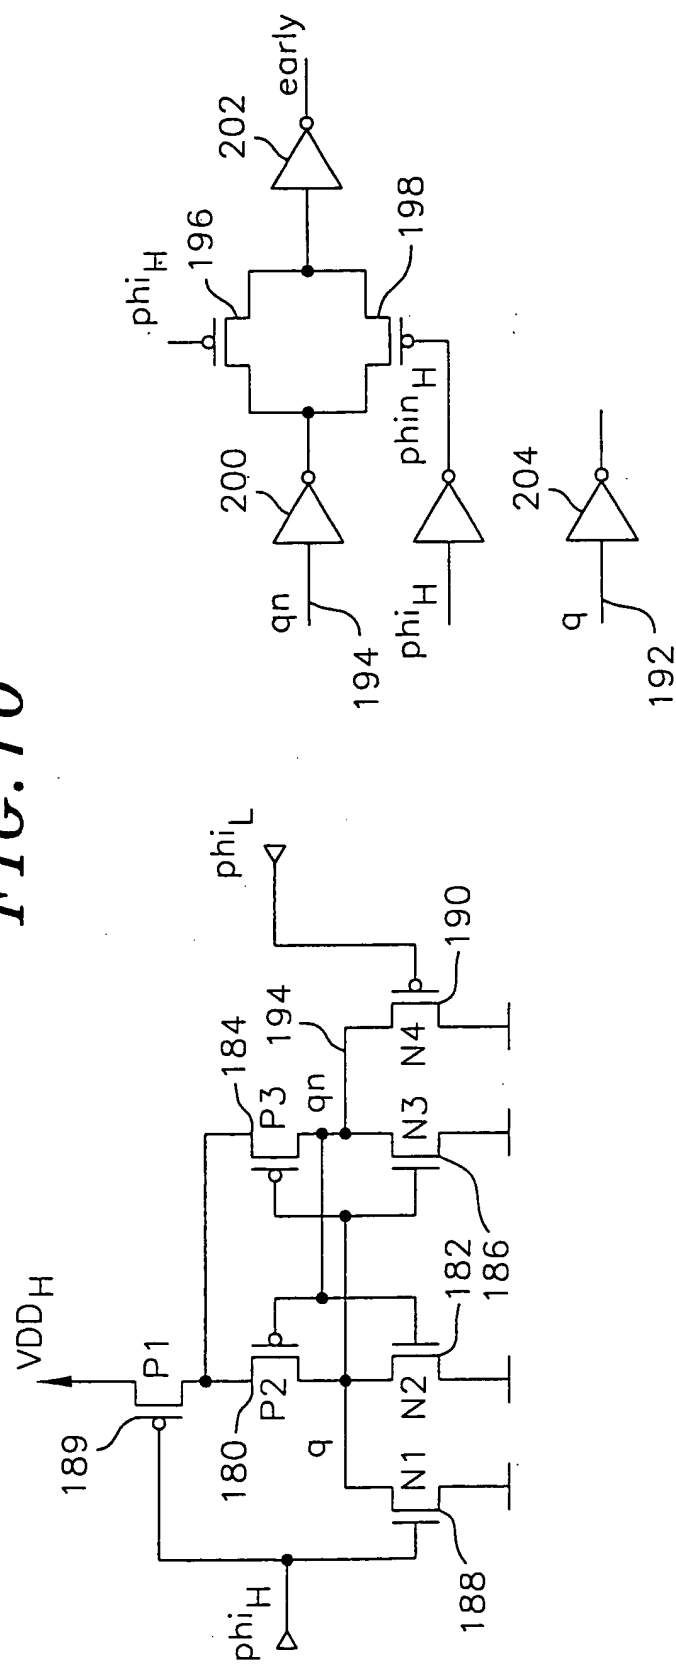 FIG. 10
VDD_H
189
P1
180
P2
q
184
P3
qn
194
phi_L
phi_H
188
N1
N2
182
186
N3
N4
190
qn
194
200
phi_H
196
198
202
early
phi_H
phin_H
q
192
204